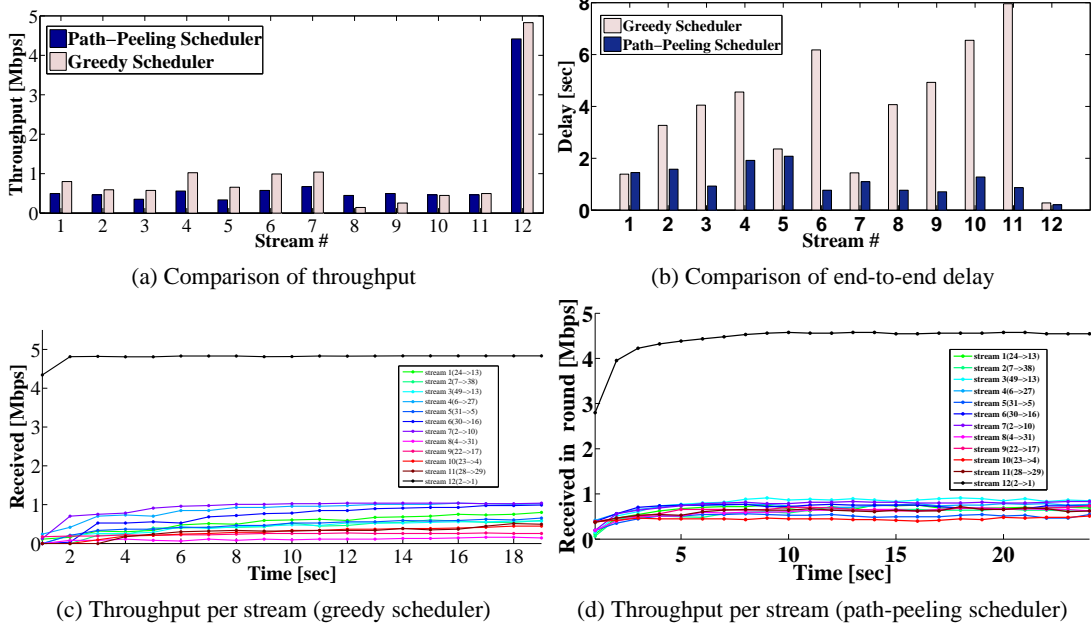 5
4
3
2
1
0
Throughput [Mbps]
Path−Peeling Scheduler
Greedy Scheduler
1 2 3 4 5 6 7 8 9 10 11 12
Stream #
(a) Comparison of throughput
8
6
4
2
0
Delay [sec]
Greedy Scheduler
Path−Peeling Scheduler
1 2 3 4 5 6 7 8 9 10 11 12
Stream #
(b) Comparison of end-to-end delay
5
4
3
2
1
0
Received [Mbps]
stream 1(24−>13)
stream 2(7−>38)
stream 3(49−>13)
stream 4(6−>27)
stream 5(31−>5)
stream 6(30−>16)
stream 7(2−>10)
stream 8(4−>31)
stream 9(22−>17)
stream 10(23−>4)
stream 11(28−>29)
stream 12(2−>1)
2 4 6 8 10 12 14 16 18
Time [sec]
(c) Throughput per stream (greedy scheduler)
5
4
3
2
1
0
Received in round [Mbps]
stream 1(24−>13)
stream 2(7−>38)
stream 3(49−>13)
stream 4(6−>27)
stream 5(31−>5)
stream 6(30−>16)
stream 7(2−>10)
stream 8(4−>31)
stream 9(22−>17)
stream 10(23−>4)
stream 11(28−>29)
stream 12(2−>1)
5 10 15 20
Time [sec]
(d) Throughput per stream (path-peeling scheduler)